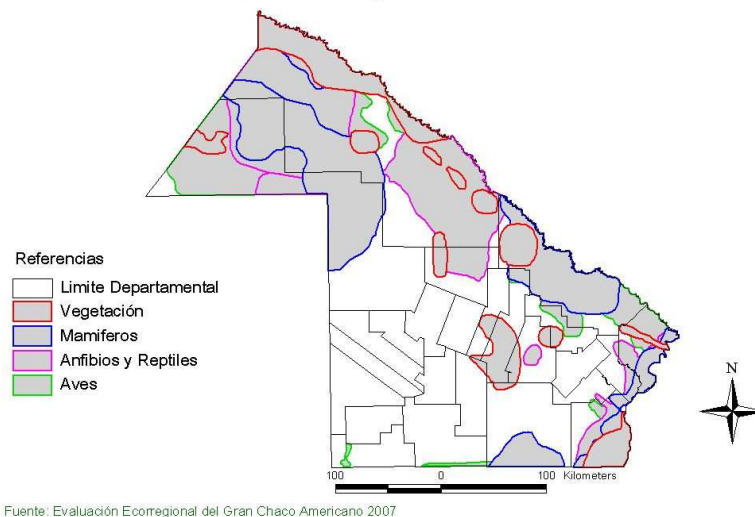 Referencias
Limite Departamental
Vegetación
Mamiferos
Anfibios y Reptiles
Aves
N
100 0 100 Kilometers
Fuente: Evaluación Ecorregional del Gran Chaco Americano 2007